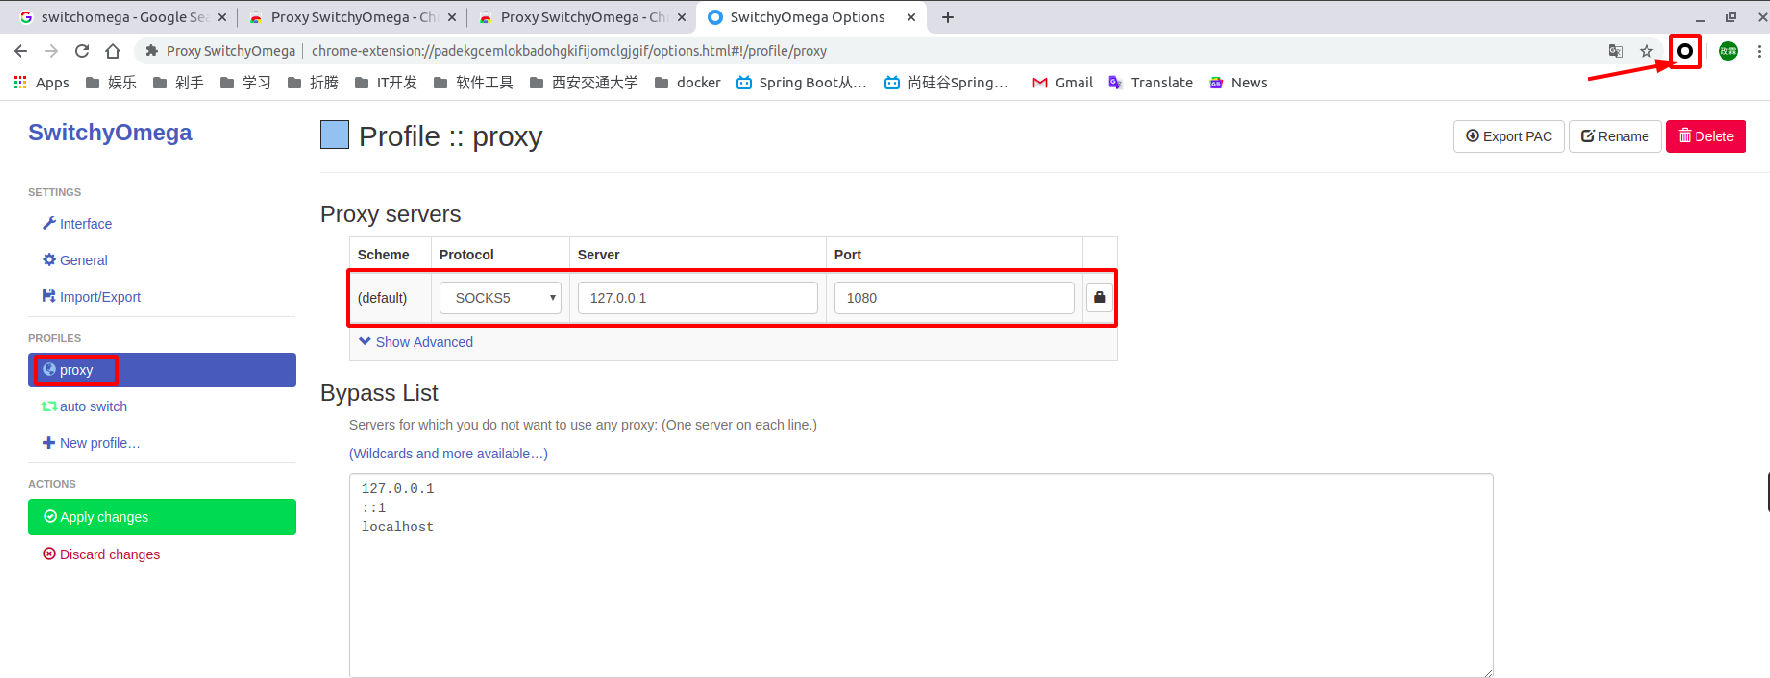 switchomega - Google Sea
Proxy SwitchyOmega - Chr
Proxy SwitchyOmega - Chr
SwitchyOmega Options
Proxy SwitchyOmega | chrome-extension://padekgcemlokbadohgkifijomclgjgif/options.html#!/profile/proxy
Apps 娱乐 剁手 学习 折腾 IT开发 软件工具 西安交通大学 docker Spring Boot从... 尚硅谷Spring... Gmail Translate News
SwitchyOmega
SETTINGS
Interface
General
Import/Export
PROFILES
proxy
auto switch
New profile...
ACTIONS
Apply changes
Discard changes
Profile :: proxy
Export PAC Rename Delete
Proxy servers
Scheme Protocol Server Port
(default) SOCKS5 127.0.0.1 1080
Show Advanced
Bypass List
Servers for which you do not want to use any proxy: (One server on each line.)
(Wildcards and more available...)
127.0.0.1
::1
localhost